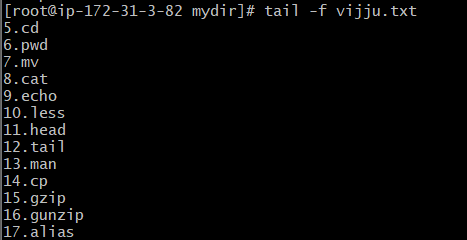 [root@ip-172-31-3-82 mydir]# tail -f vijju.txt
5.cd
6.pwd
7.mv
8.cat
9.echo
10.less
11.head
12.tail
13.man
14.cp
15.gzip
16.gunzip
17.alias